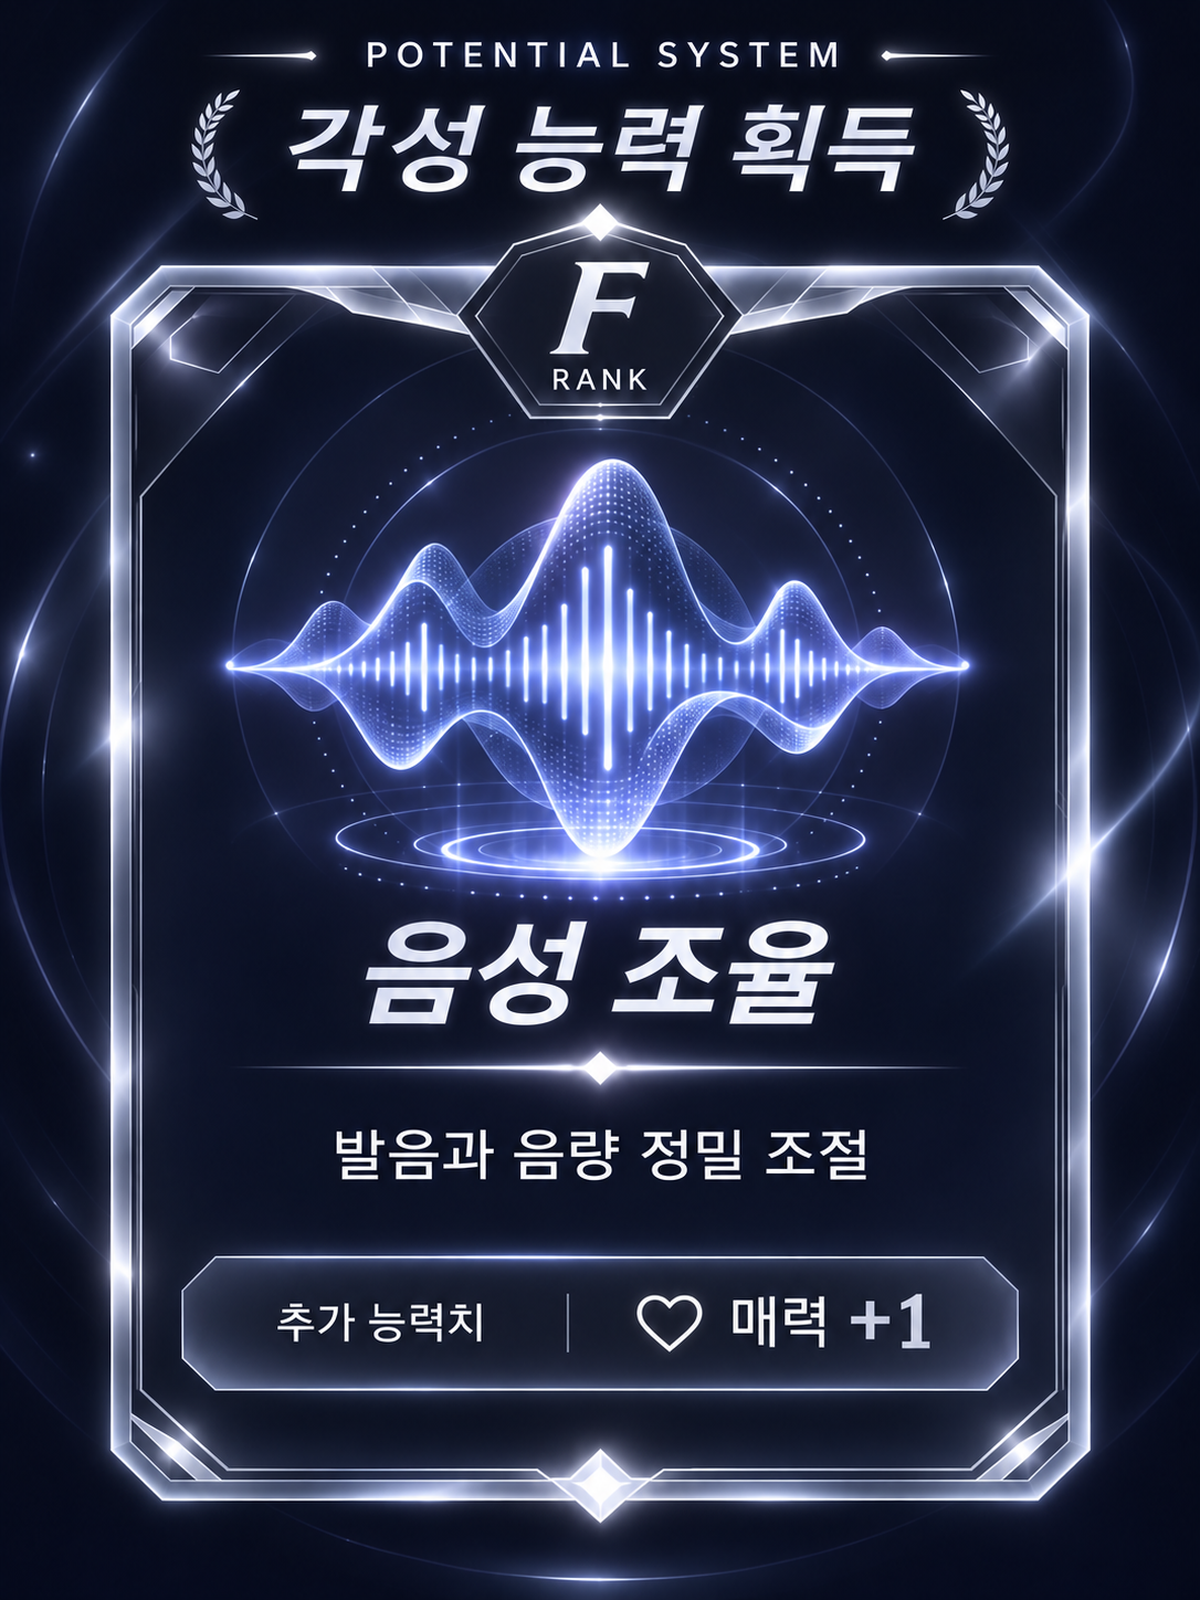 POTENTIAL SYSTEM
각성 능력 획득
F
RANK
음성 조율
발음과 음량 정밀 조절
추가 능력치
매력 +1